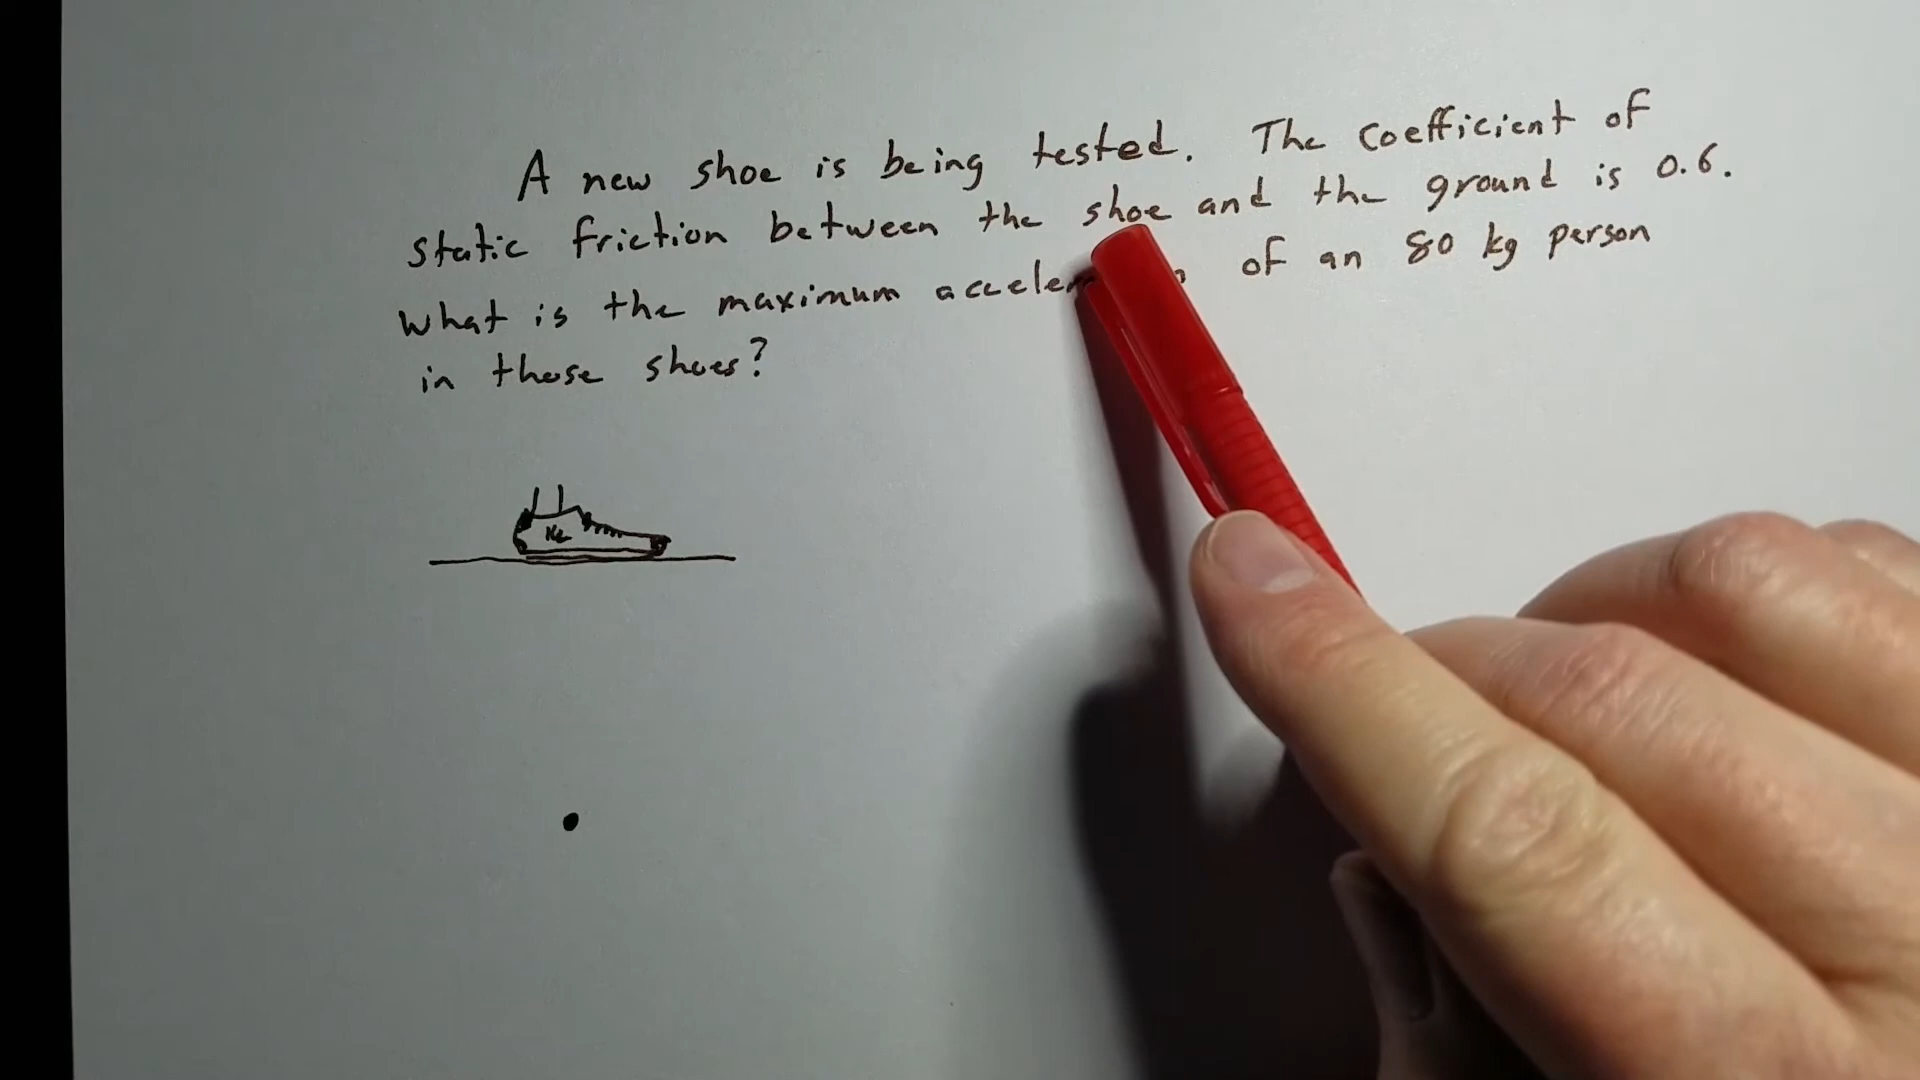 A new shoe is being tested. The coefficient of
static friction between the shoe and the ground is 0.6.
What is the maximum of an 80 kg person
in these shoes?